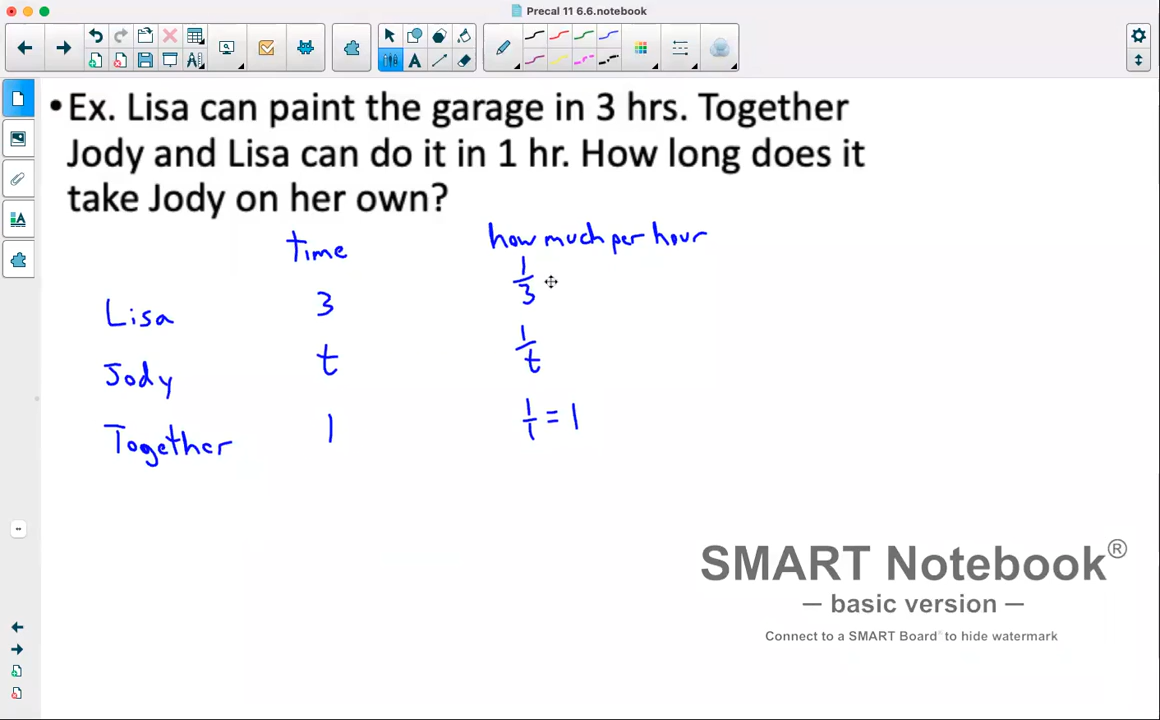 Precal 11 6.6.notebook
• Ex. Lisa can paint the garage in 3 hrs. Together
Jody and Lisa can do it in 1 hr. How long does it
take Jody on her own?
time how much per hour
Lisa 3 1/3
Jody t 1/t
Together 1 1/1 = 1
SMART Notebook®
— basic version —
Connect to a SMART Board® to hide watermark